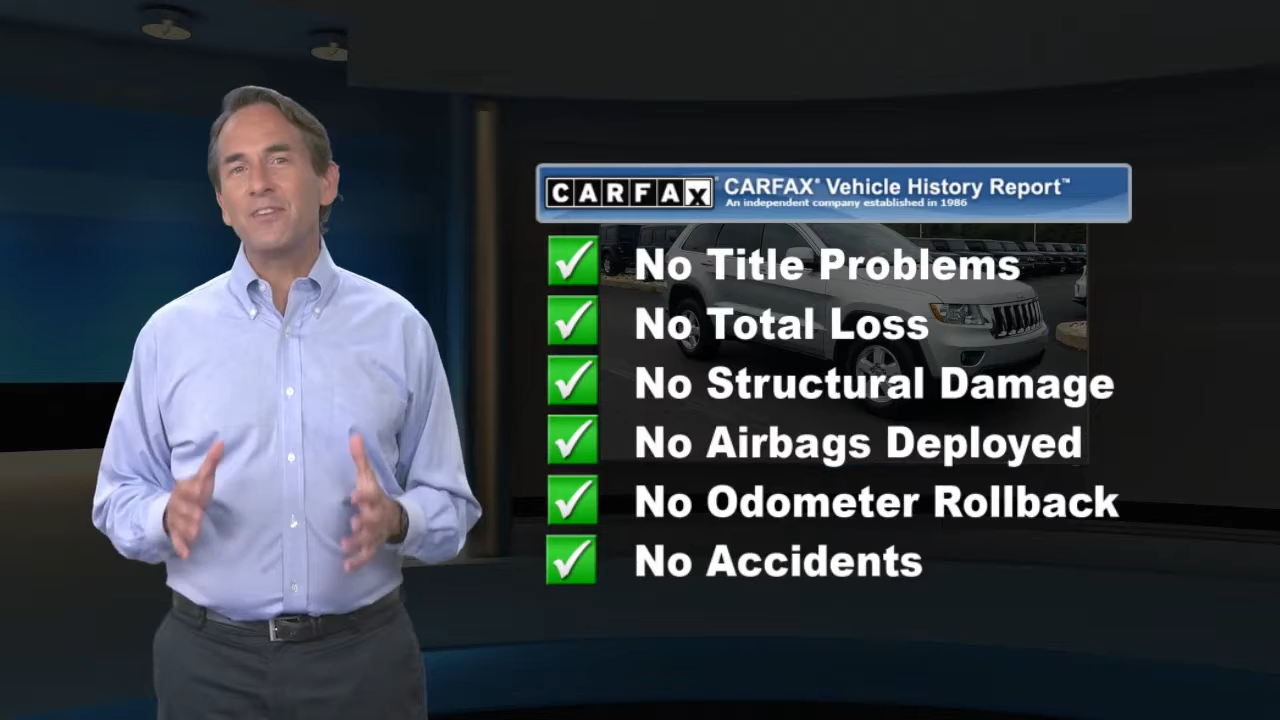 CARFAX® CARFAX® Vehicle History Report™
An independent company established in 1986
No Title Problems
No Total Loss
No Structural Damage
No Airbags Deployed
No Odometer Rollback
No Accidents